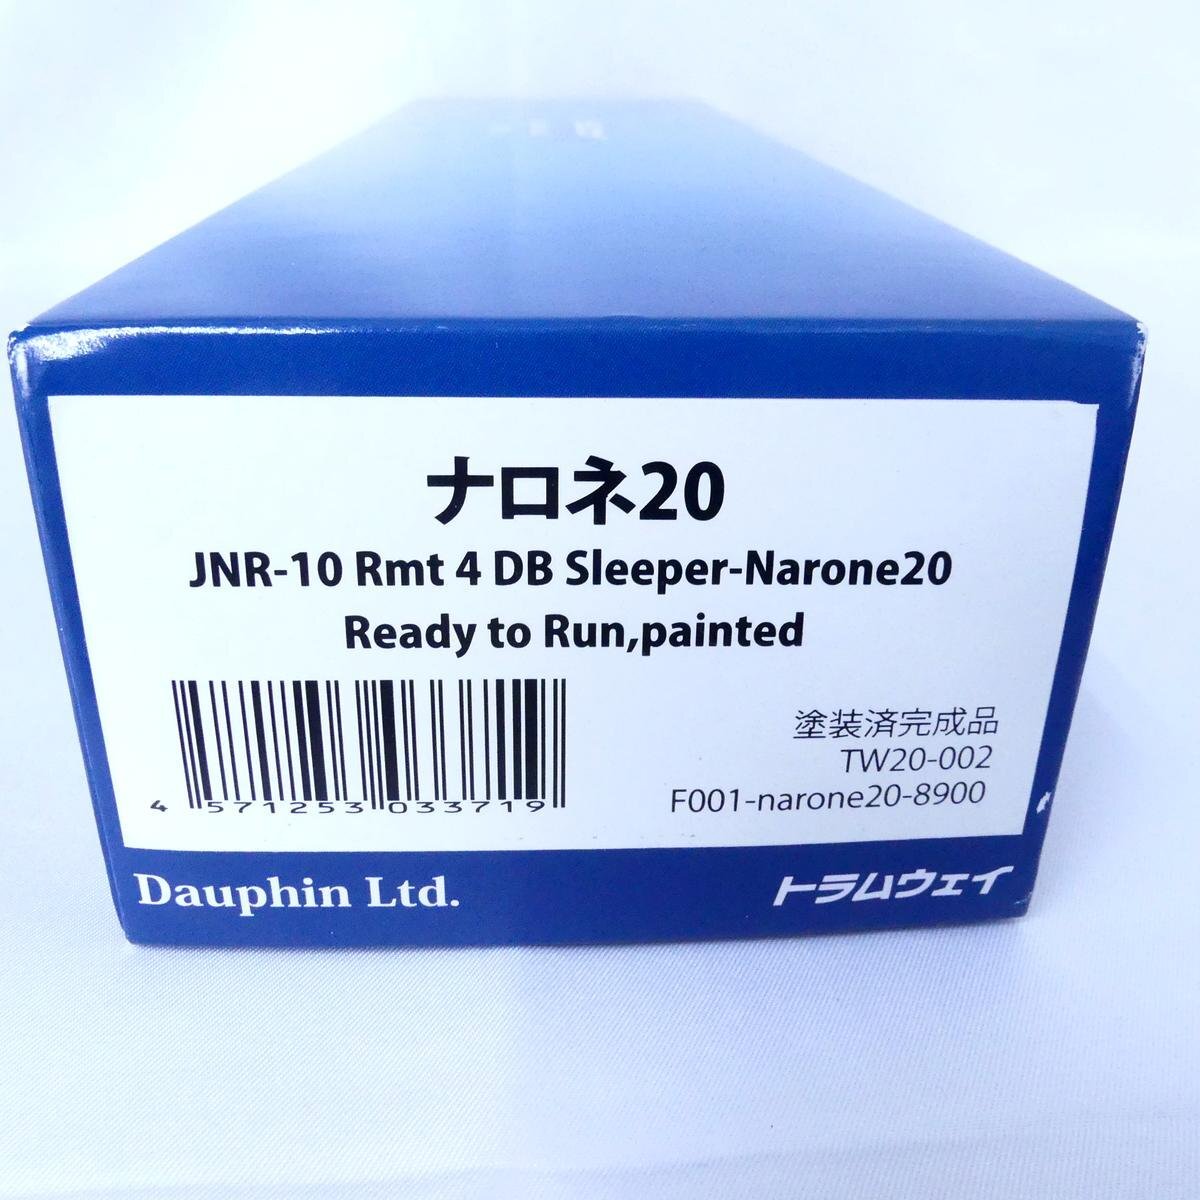 ナロネ20
JNR-10 Rmt 4 DB Sleeper-Narone20
Ready to Run,painted
塗装済完成品
TW20-002
F001-narone20-8900
4 571253 033719
Dauphin Ltd.
トラムウェイ